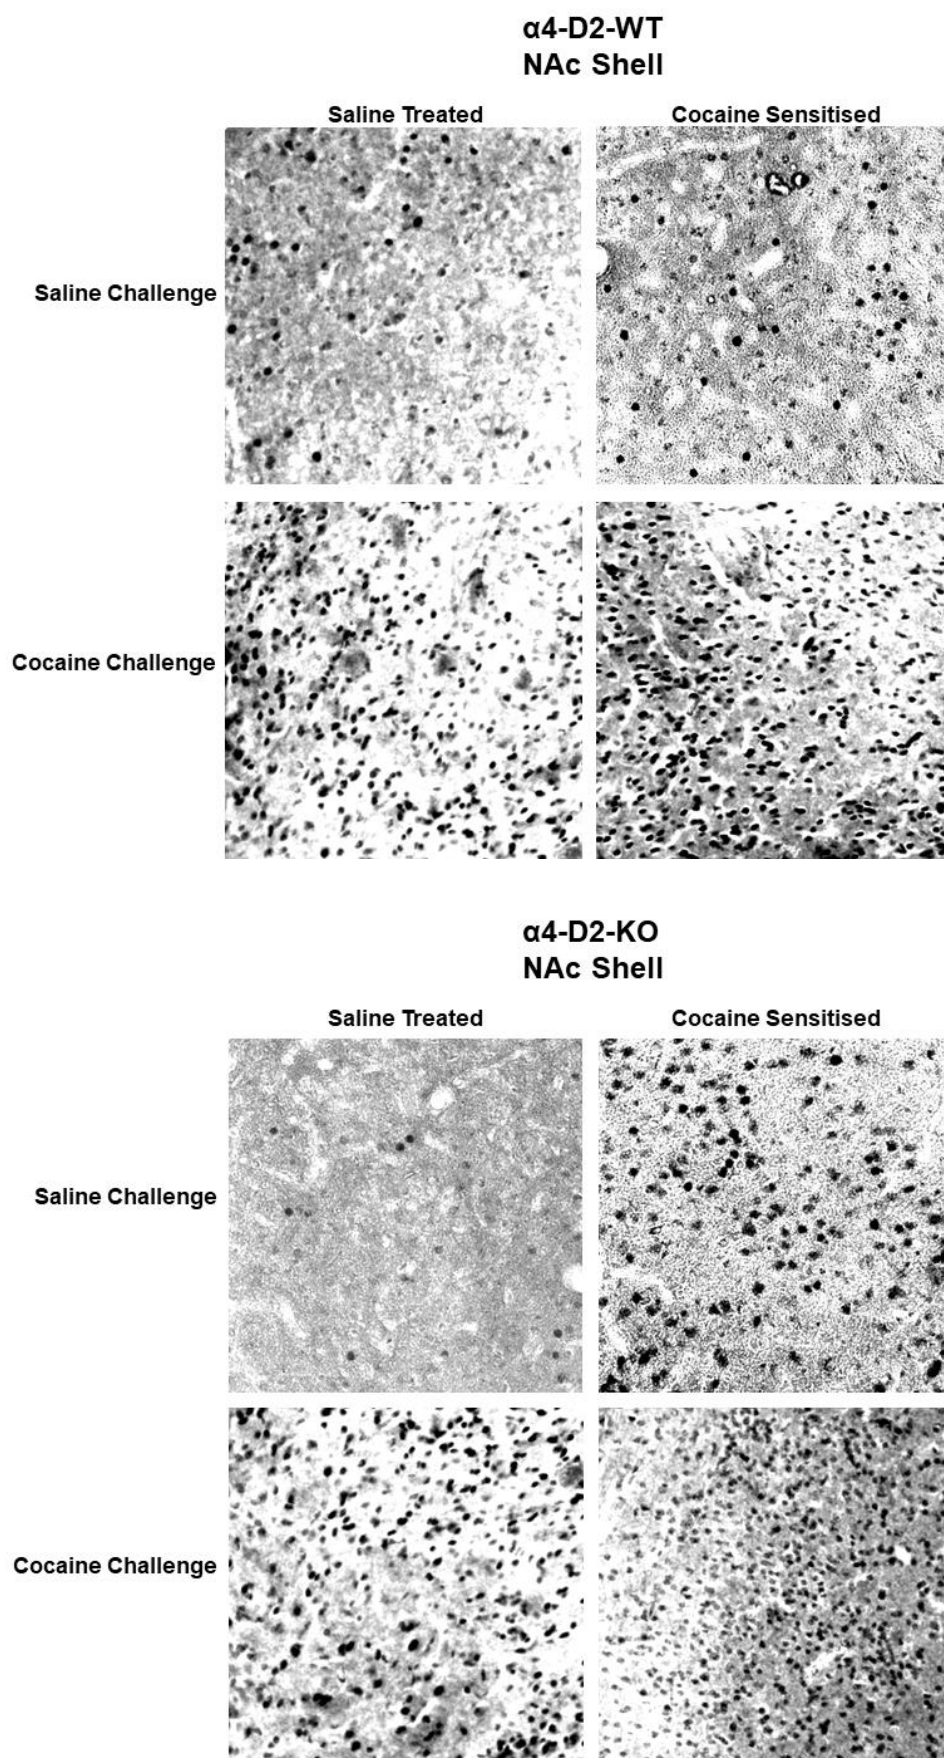 α4-D2-WT
NAc Shell
Saline Treated
Cocaine Sensitised
Saline Challenge
Cocaine Challenge
α4-D2-KO
NAc Shell
Saline Treated
Cocaine Sensitised
Saline Challenge
Cocaine Challenge